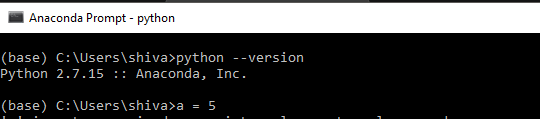 Anaconda Prompt - python
(base) C:\Users\shiva>python --version
Python 2.7.15 :: Anaconda, Inc.
(base) C:\Users\shiva>a = 5